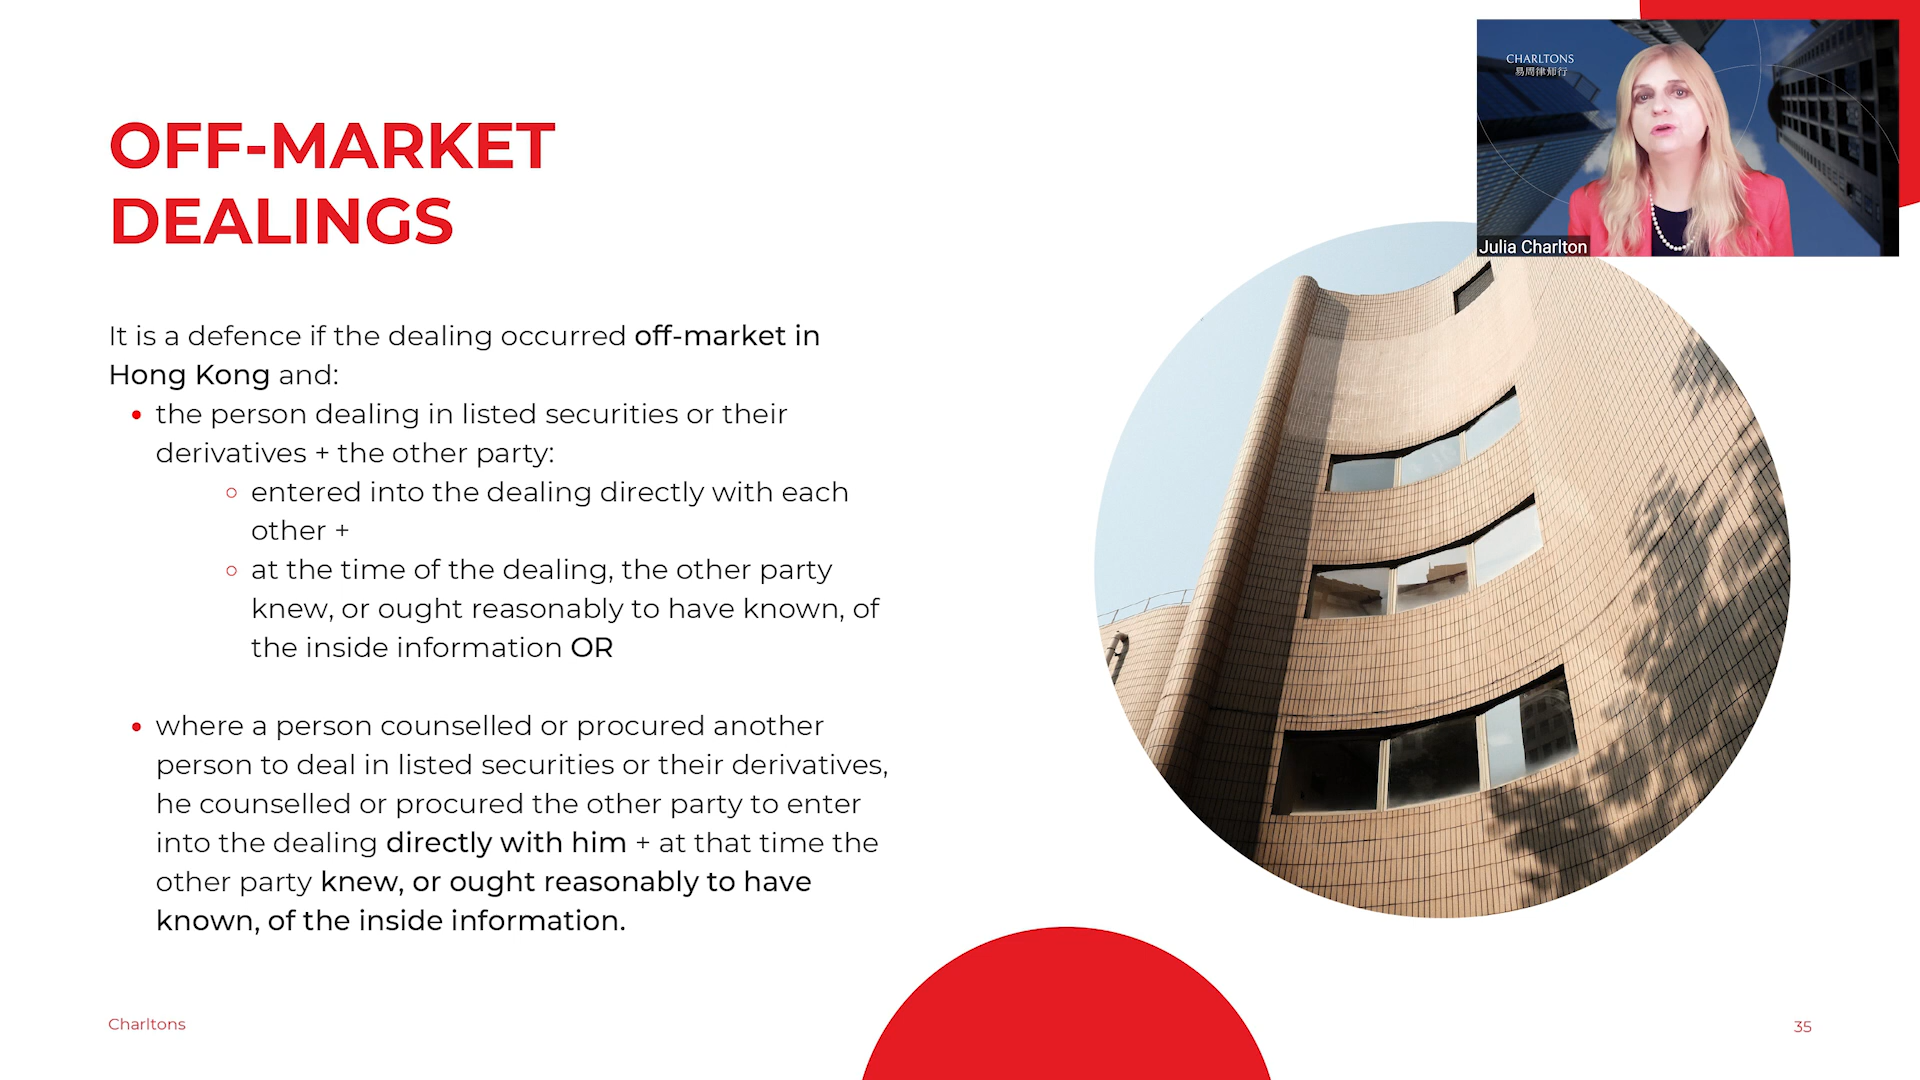 OFF-MARKET
DEALINGS
It is a defence if the dealing occurred off-market in
Hong Kong and:
• the person dealing in listed securities or their
derivatives + the other party:
○ entered into the dealing directly with each
other +
○ at the time of the dealing, the other party
knew, or ought reasonably to have known, of
the inside information OR
• where a person counselled or procured another
person to deal in listed securities or their derivatives,
he counselled or procured the other party to enter
into the dealing directly with him + at that time the
other party knew, or ought reasonably to have
known, of the inside information.
CHARLTONS
易周律师行
Julia Charlton
Charltons
35